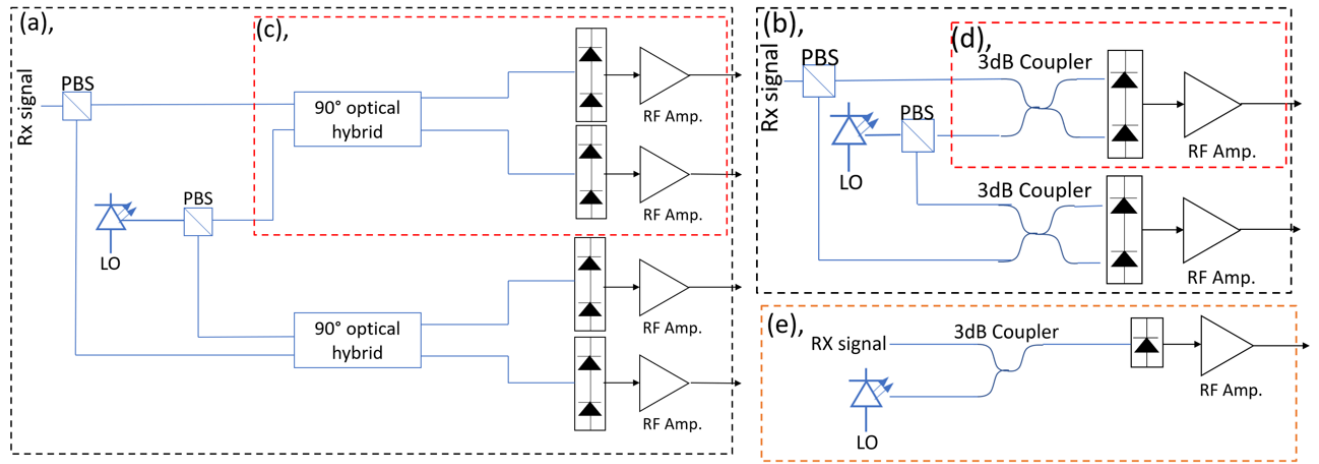 (a),
(c),
PBS
Rx signal
90° optical
hybrid
RF Amp.
PBS
LO
RF Amp.
90° optical
hybrid
RF Amp.
RF Amp.
(b),
(d),
PBS
3dB Coupler
Rx signal
PBS
LO
RF Amp.
3dB Coupler
RF Amp.
(e),
RX signal
3dB Coupler
LO
RF Amp.